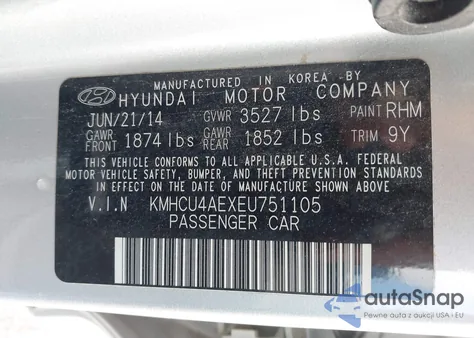 MANUFACTURED IN KOREA BY
HYUNDAI MOTOR COMPANY
JUN/21/14 GVWR 3527 lbs PAINT RHM
GAWR FRONT 1874 lbs GAWR REAR 1852 lbs TRIM 9Y
THIS VEHICLE CONFORMS TO ALL APPLICABLE U.S.A. FEDERAL
MOTOR VEHICLE SAFETY, BUMPER, AND THEFT PREVENTION STANDARDS
IN EFFECT ON THE DATE OF MANUFACTURE SHOWN ABOVE.
V.I.N KMHCU4AEXEU751105
PASSENGER CAR
autoSnap
Pewne auta z aukcji USA i EU